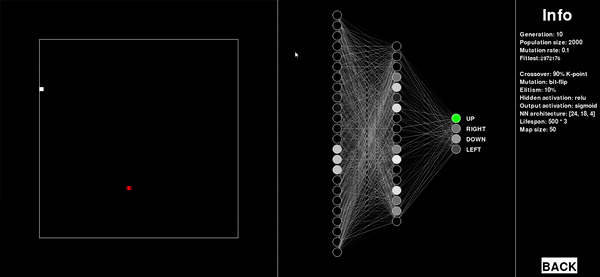 Info
Generation: 10
Population size: 2000
Mutation rate: 0.1
Fittest:2972176
Crossover: 90% K-point
Mutation: bit-flip
Elitism: 10%
Hidden activation: relu
Output activation: sigmoid
NN architecture: [24, 18, 4]
Lifespan: 500 * 3
Map size: 50
UP
RIGHT
DOWN
LEFT
BACK